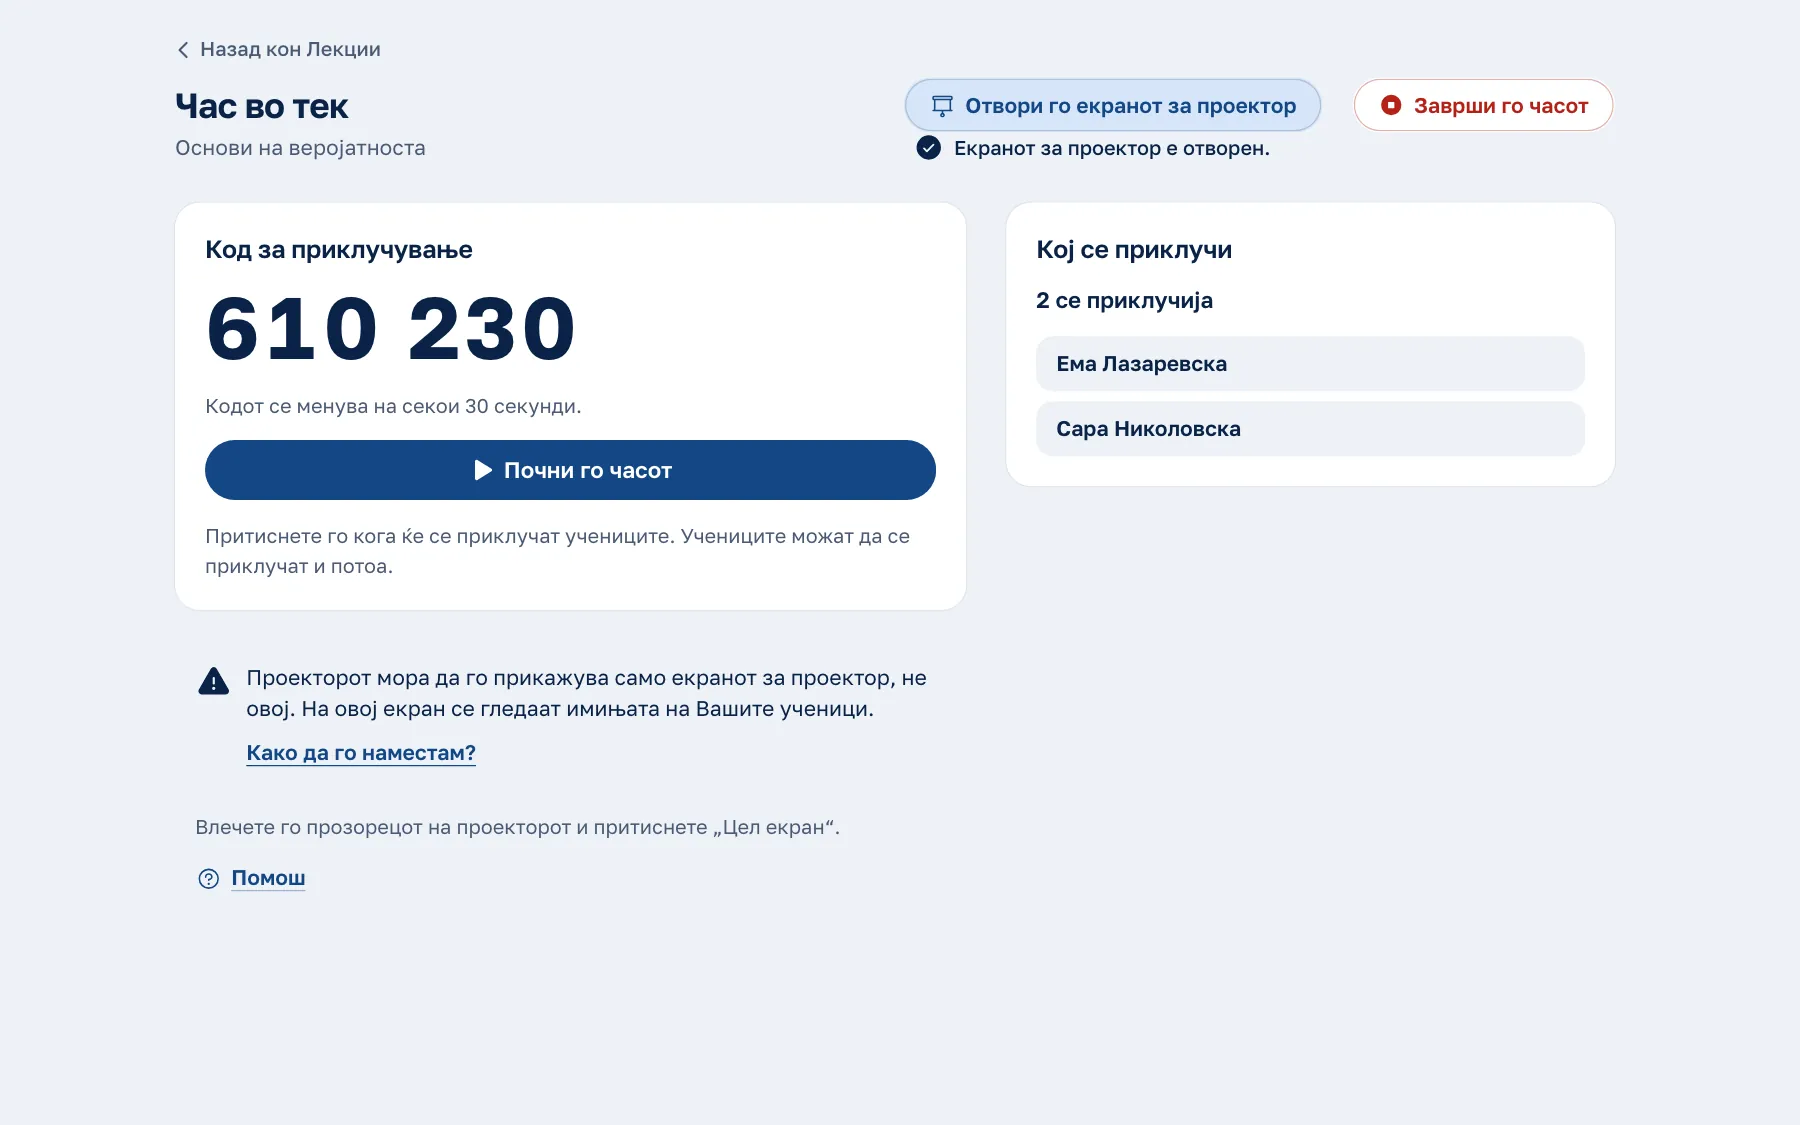 Назад кон Лекции
Час во тек
Основи на веројатноста
Отвори го екранот за проектор
Заврши го часот
Екранот за проектор е отворен.
Код за приклучување
610 230
Кодот се менува на секои 30 секунди.
Почни го часот
Притиснете го кога ќе се приклучат учениците. Учениците можат да се
приклучат и потоа.
Кој се приклучи
2 се приклучија
Ема Лазаревска
Сара Николовска
Проекторот мора да го прикажува само екранот за проектор, не
овој. На овој екран се гледаат имињата на Вашите ученици.
Како да го наместам?
Влечете го прозорецот на проекторот и притиснете „Цел екран“.
Помош